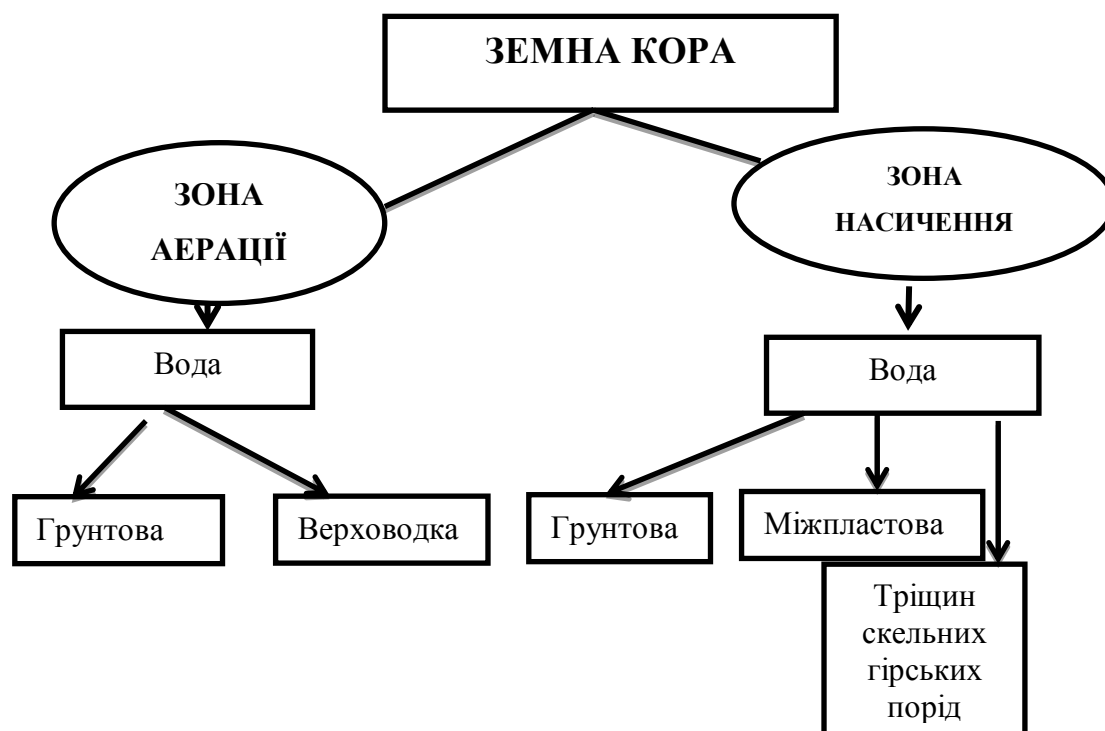 ЗЕМНА КОРА
ЗОНА
АЕРАЦІЇ
ЗОНА
НАСИЧЕННЯ
Вода
Вода
Грунтова
Верховодка
Грунтова
Міжпластова
Тріщин
скельних
гірських
порід